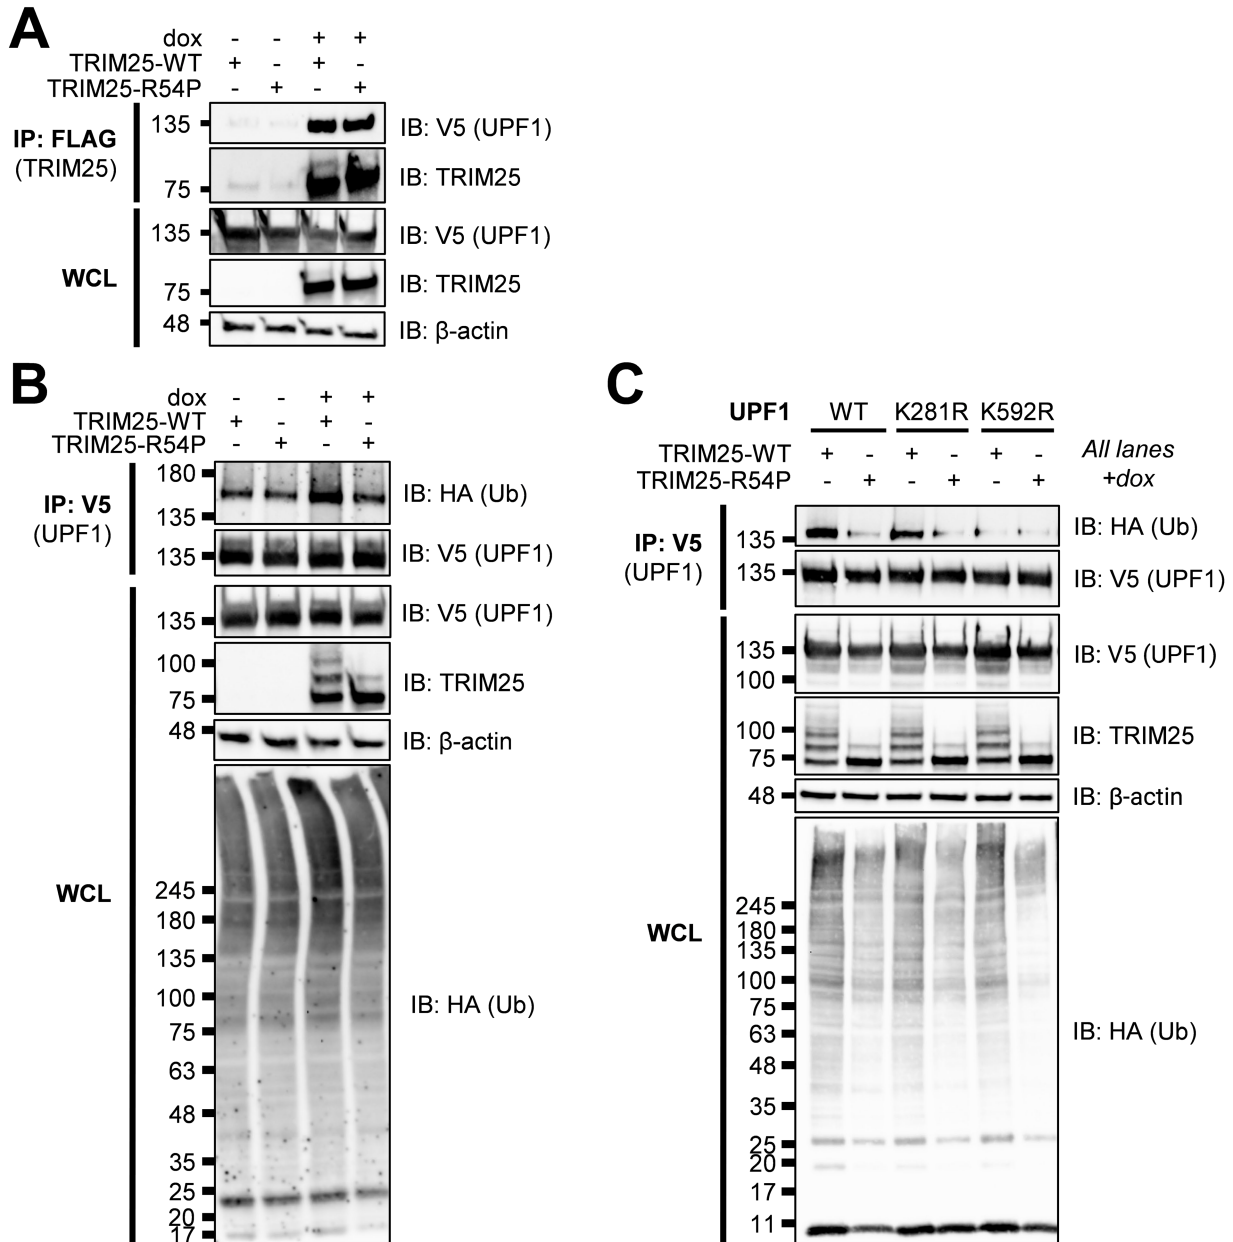 A
dox - - + +
TRIM25-WT + - + -
TRIM25-R54P - + - +
IP: FLAG
(TRIM25)
135 IB: V5 (UPF1)
75 IB: TRIM25
WCL
135 IB: V5 (UPF1)
75 IB: TRIM25
48 IB: β-actin
B
dox - - + +
TRIM25-WT + - + -
TRIM25-R54P - + - +
IP: V5
(UPF1)
180
135
IB: HA (Ub)
135 IB: V5 (UPF1)
WCL
135 IB: V5 (UPF1)
100
75
IB: TRIM25
48 IB: β-actin
245
180
135
100
75
63
48
35
25
20
17
IB: HA (Ub)
C
UPF1 WT K281R K592R
TRIM25-WT + - + - + -
TRIM25-R54P - + - + - +
All lanes
+dox
IP: V5
(UPF1)
135 IB: HA (Ub)
135 IB: V5 (UPF1)
WCL
135
100
IB: V5 (UPF1)
100
75
IB: TRIM25
48 IB: β-actin
245
180
135
100
75
63
48
35
25
20
17
11
IB: HA (Ub)